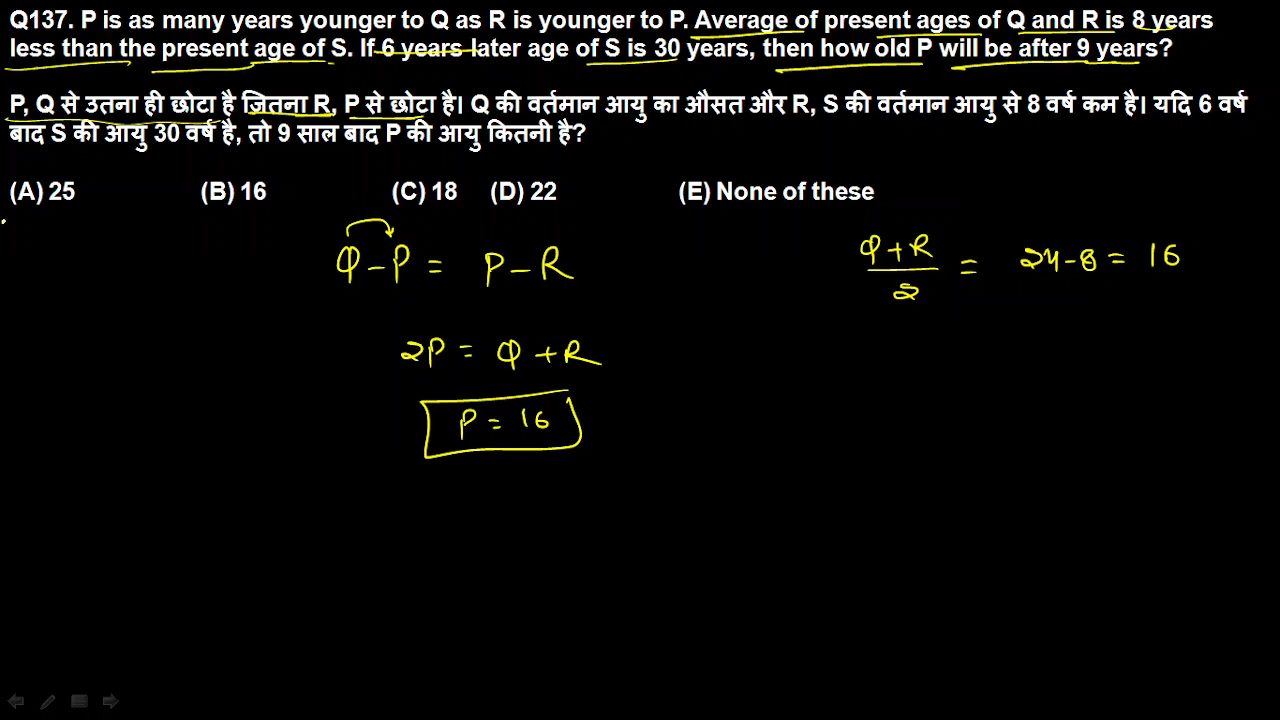 Q137. P is as many years younger to Q as R is younger to P. Average of present ages of Q and R is 8 years
less than the present age of S. If 6 years later age of S is 30 years, then how old P will be after 9 years?
P, Q से उतना ही छोटा है जितना R, P से छोटा है। Q की वर्तमान आयु का औसत और R, S की वर्तमान आयु से 8 वर्ष कम है। यदि 6 वर्ष
बाद S की आयु 30 वर्ष है, तो 9 साल बाद P की आयु कितनी है?
(A) 25 (B) 16 (C) 18 (D) 22 (E) None of these
Q - P = P - R
Q + R / 2 = 24 - 8 = 16
2P = Q + R
P = 16